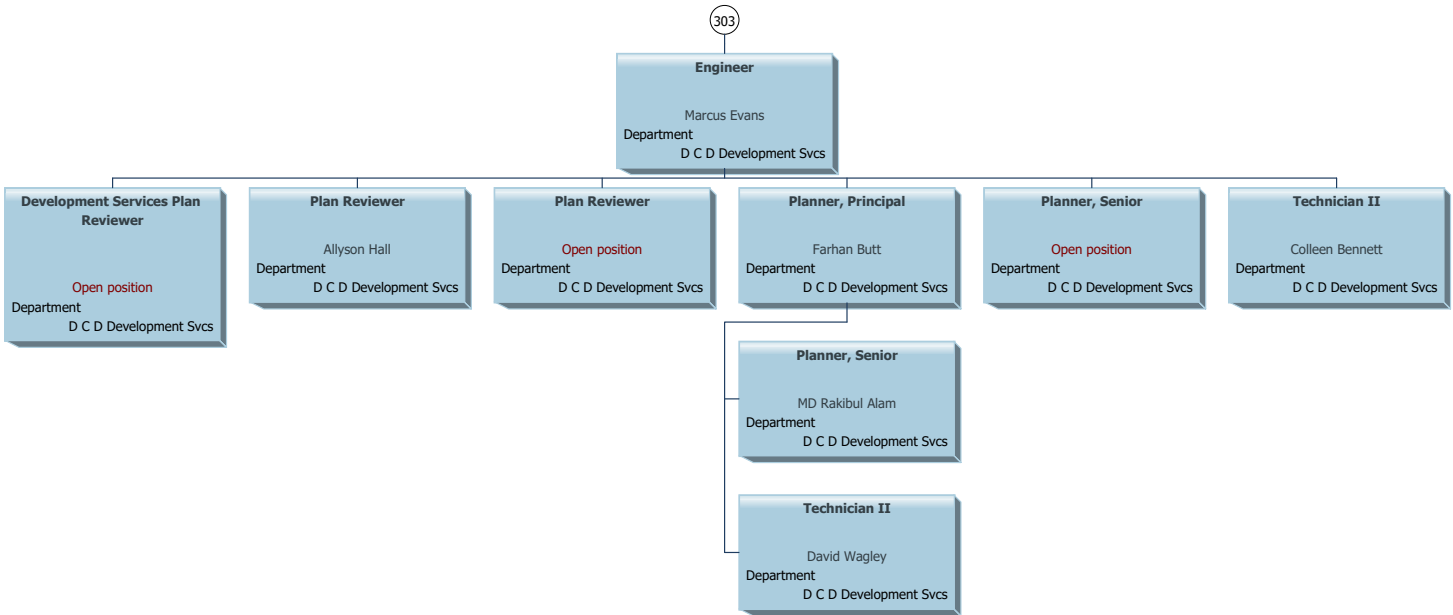 303
Engineer
Marcus Evans
Department
D C D Development Svcs
Development Services Plan
Reviewer
Open position
Department
D C D Development Svcs
Plan Reviewer
Allyson Hall
Department
D C D Development Svcs
Plan Reviewer
Open position
Department
D C D Development Svcs
Planner, Principal
Farhan Butt
Department
D C D Development Svcs
Planner, Senior
Open position
Department
D C D Development Svcs
Technician II
Colleen Bennett
Department
D C D Development Svcs
Planner, Senior
MD Rakibul Alam
Department
D C D Development Svcs
Technician II
David Wagley
Department
D C D Development Svcs